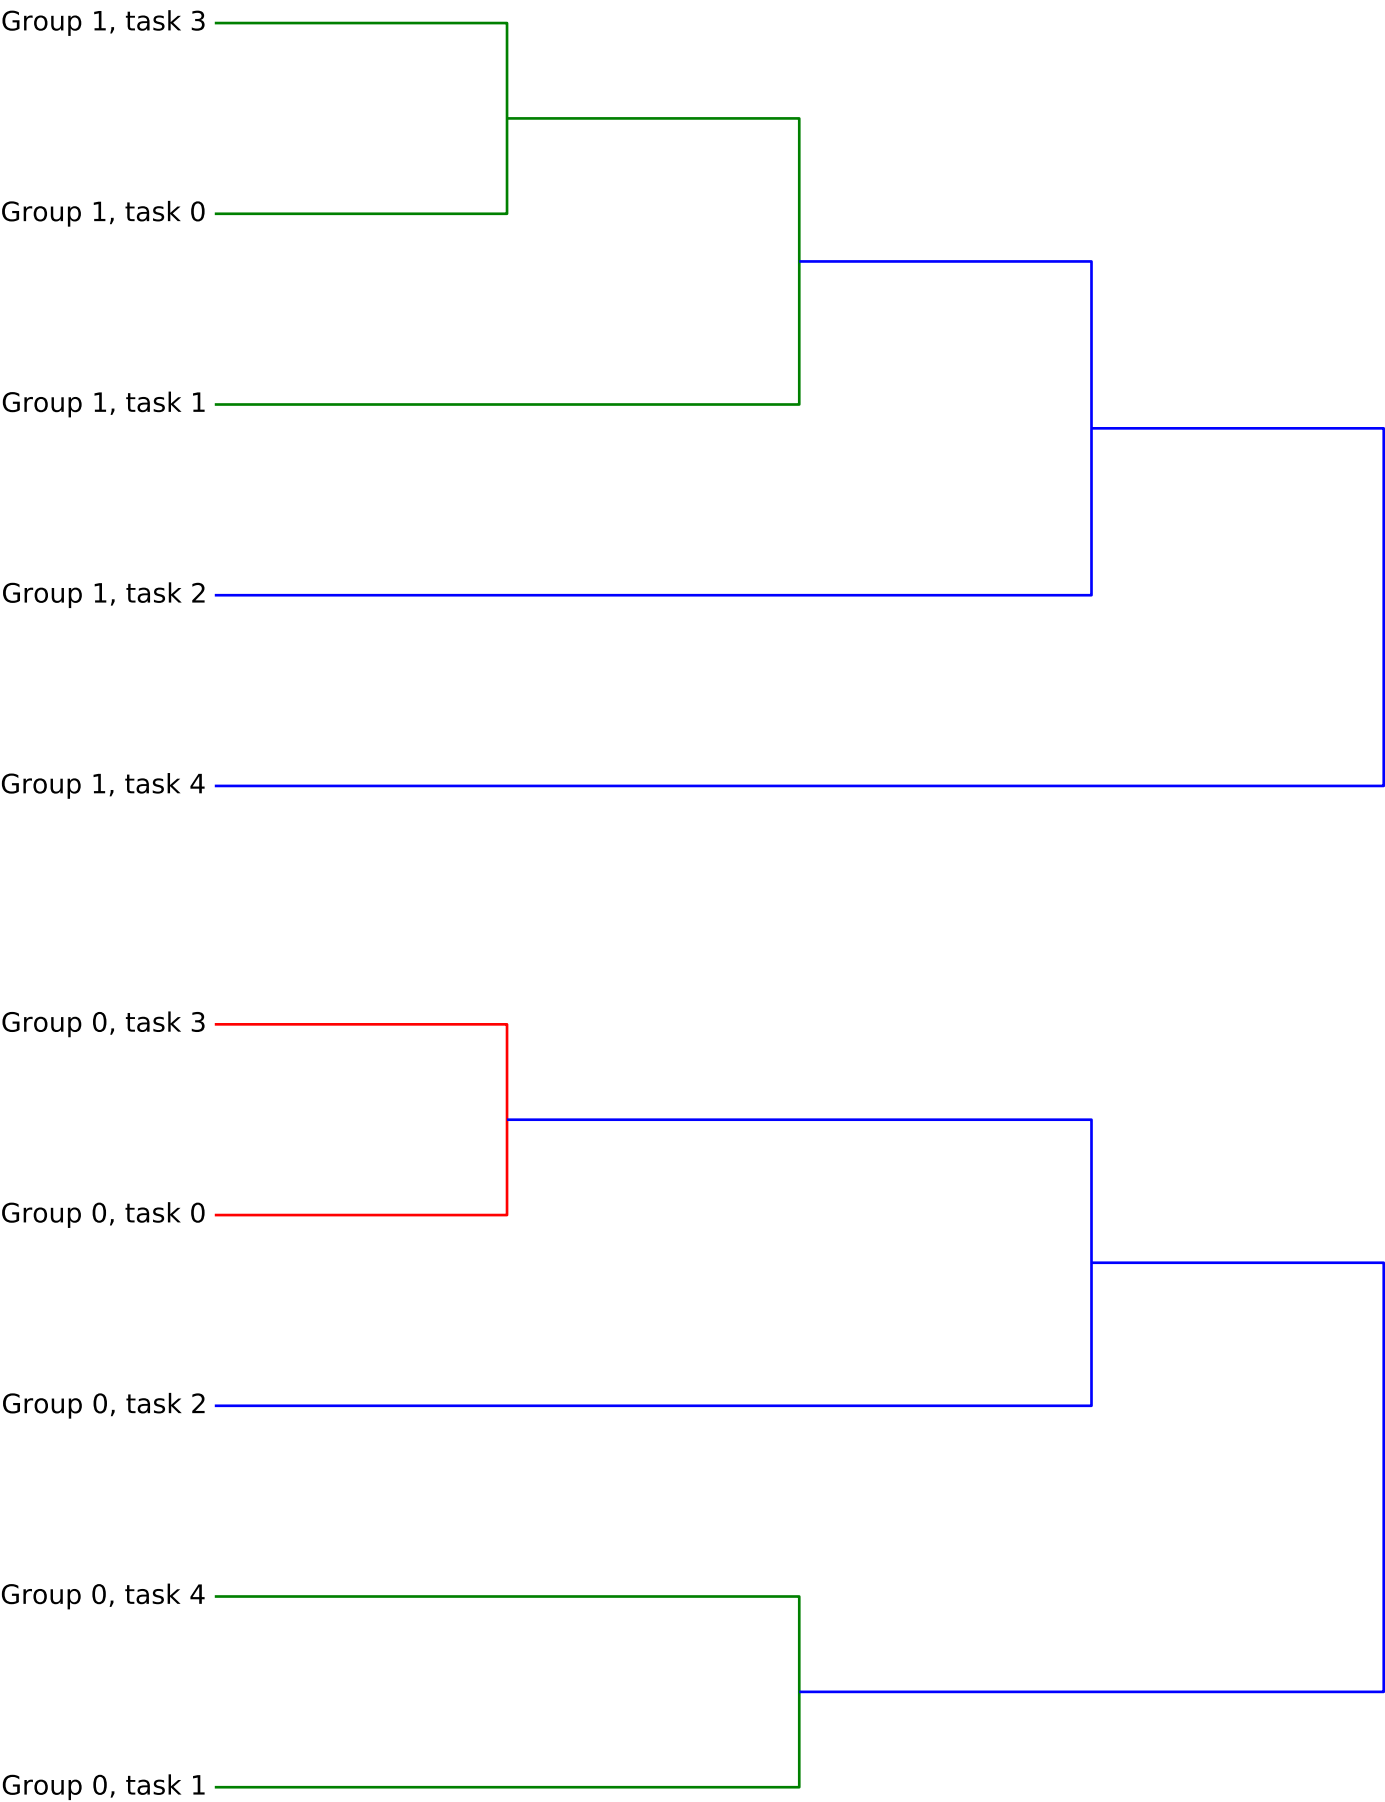 Group 1, task 3
Group 1, task 0
Group 1, task 1
Group 1, task 2
Group 1, task 4
Group 0, task 3
Group 0, task 0
Group 0, task 2
Group 0, task 4
Group 0, task 1